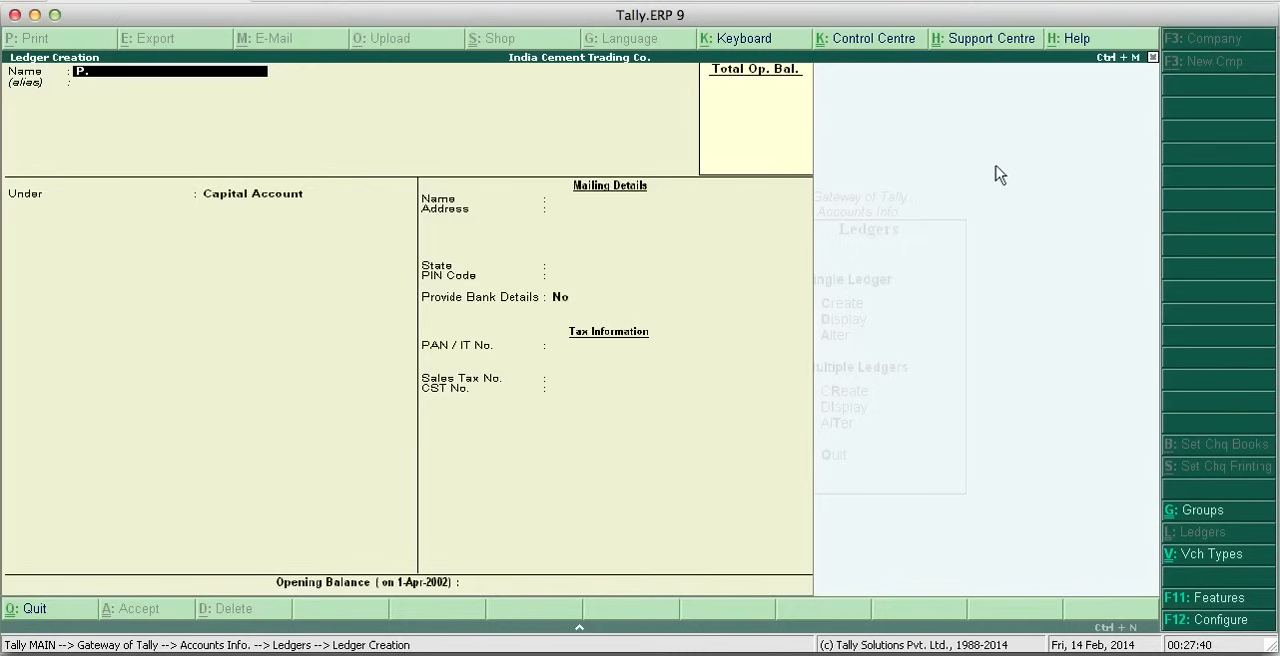 Tally.ERP 9
P: Print E: Export M: E-Mail O: Upload S: Shop G: Language K: Keyboard K: Control Centre H: Support Centre H: Help
F3: Company
F3: New Cmp
Ledger Creation India Cement Trading Co. Ctrl + M
Name : P.
(alias) :
Total Op. Bal.
Under : Capital Account
Mailing Details
Name :
Address :
State :
PIN Code :
Provide Bank Details : No
Tax Information
PAN / IT No. :
Sales Tax No. :
CST No. :
Gateway of Tally
Accounts Info
Ledgers
ingle Ledger
Create
Display
Alter
ultiple Ledgers
CReate
DIsplay
AlTer
Quit
B: Set Chq Books
S: Set Chq Printing
G: Groups
L: Ledgers
V: Vch Types
F11: Features
F12: Configure
Opening Balance ( on 1-Apr-2002) :
Q: Quit A: Accept D: Delete
Ctrl + N
Tally MAIN --> Gateway of Tally --> Accounts Info. --> Ledgers --> Ledger Creation (c) Tally Solutions Pvt. Ltd., 1988-2014 Fri, 14 Feb, 2014 00:27:40